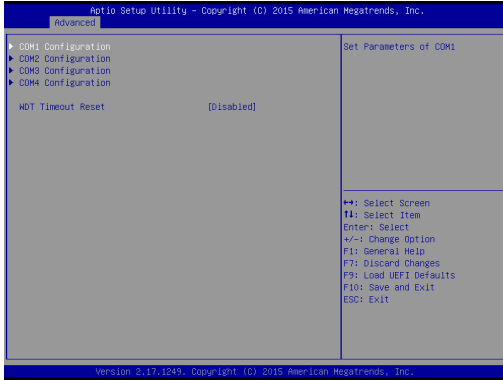 Aptio Setup Utility – Copyright (C) 2015 American Megatrends, Inc.
Advanced
COM1 Configuration
COM2 Configuration
COM3 Configuration
COM4 Configuration
WDT Timeout Reset [Disabled]
Set Parameters of COM1
↔: Select Screen
↑↓: Select Item
Enter: Select
+/-: Change Option
F1: General Help
F7: Discard Changes
F9: Load UEFI Defaults
F10: Save and Exit
ESC: Exit
Version 2.17.1249. Copyright (C) 2015 American Megatrends, Inc.